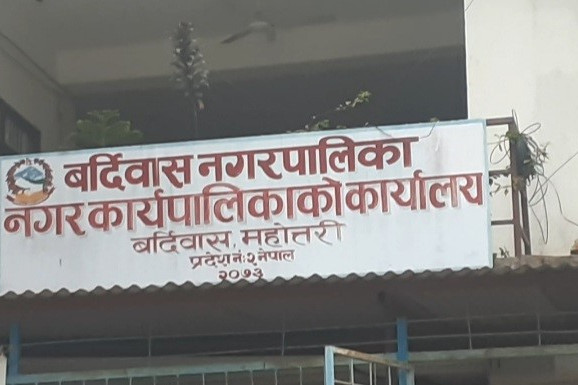 बर्दिवास नगरपालिका
नगर कार्यपालिकाको कार्यालय
बर्दिवास, महोत्तरी
प्रदेश नं: २ नेपाल
२०७३